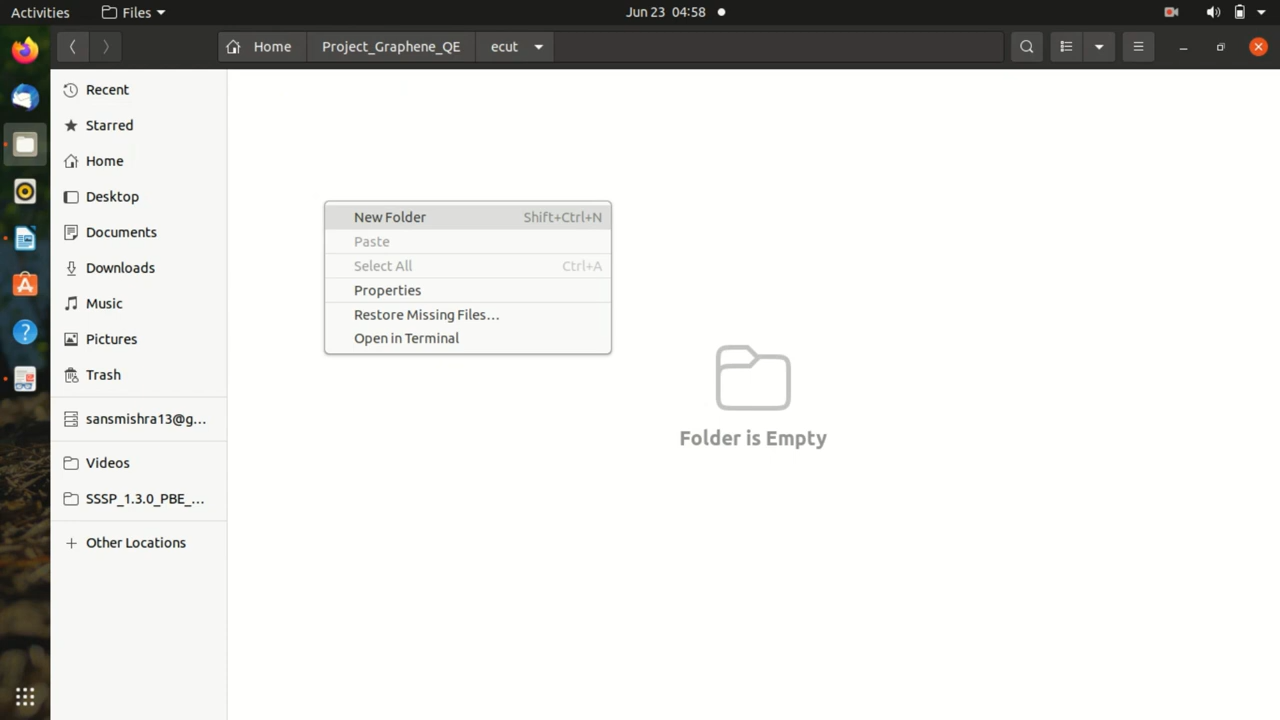 Activities Files Jun 23 04:58
Home Project_Graphene_QE ecut
Recent
Starred
Home
Desktop
Documents
Downloads
Music
Pictures
Trash
sansmishra13@g...
Videos
SSSP_1.3.0_PBE_...
Other Locations
New Folder Shift+Ctrl+N
Paste
Select All Ctrl+A
Properties
Restore Missing Files...
Open in Terminal
Folder is Empty